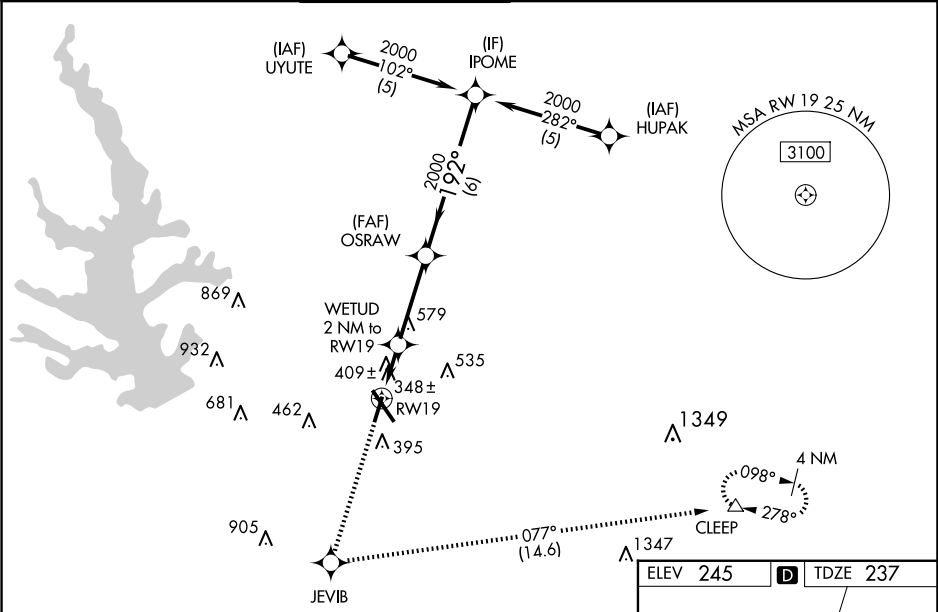 (IAF)
UYUTE
2000
102°
(5)
(IF)
IPOME
2000
282°
(5)
(IAF)
HUPAK
MSA RW 19 25 NM
3100
2000
192°
(6)
(FAF)
OSRAW
869
WETUD
2 NM to
RW19
579
932
409±
535
348±
RW19
681
462
395
1349
4 NM
098°
278°
CLEEP
905
077°
(14.6)
1347
JEVIB
ELEV 245 D TDZE 237